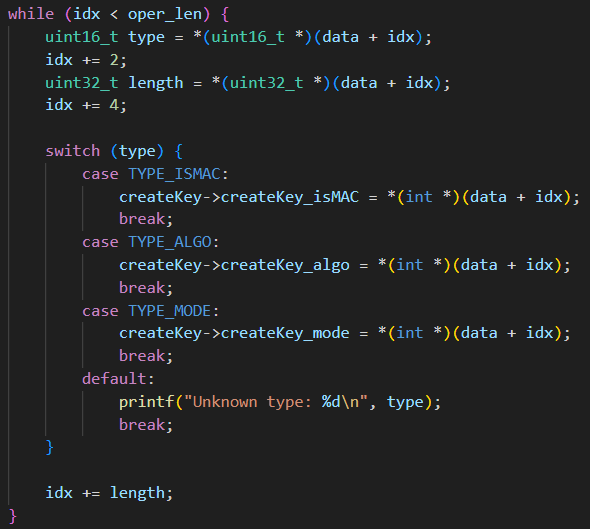 while (idx < oper_len) {
    uint16_t type = *(uint16_t *)(data + idx);
    idx += 2;
    uint32_t length = *(uint32_t *)(data + idx);
    idx += 4;

    switch (type) {
        case TYPE_ISMAC:
            createKey->createKey_isMAC = *(int *)(data + idx);
            break;
        case TYPE_ALGO:
            createKey->createKey_algo = *(int *)(data + idx);
            break;
        case TYPE_MODE:
            createKey->createKey_mode = *(int *)(data + idx);
            break;
        default:
            printf("Unknown type: %d\n", type);
            break;
    }

    idx += length;
}